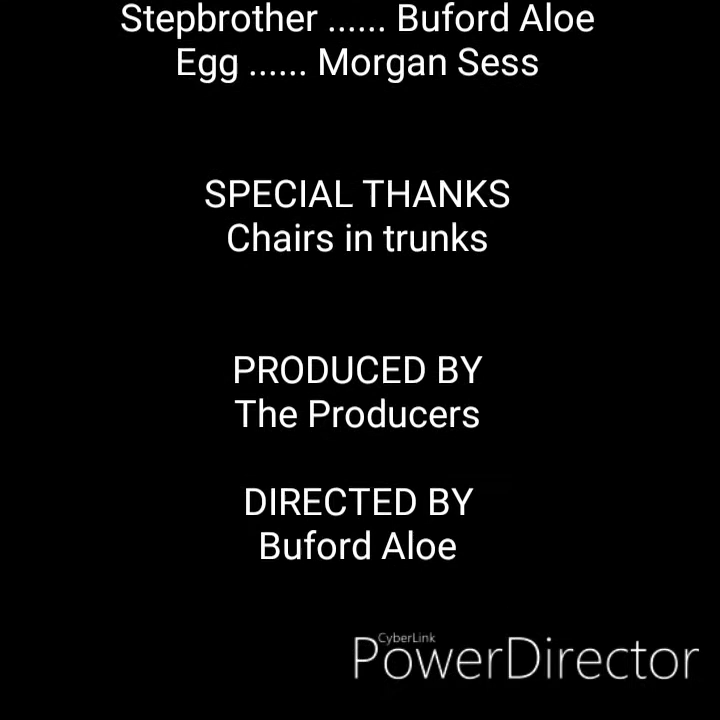 Stepbrother ...... Buford Aloe
Egg ...... Morgan Sess
SPECIAL THANKS
Chairs in trunks
PRODUCED BY
The Producers
DIRECTED BY
Buford Aloe
CyberLink
PowerDirector